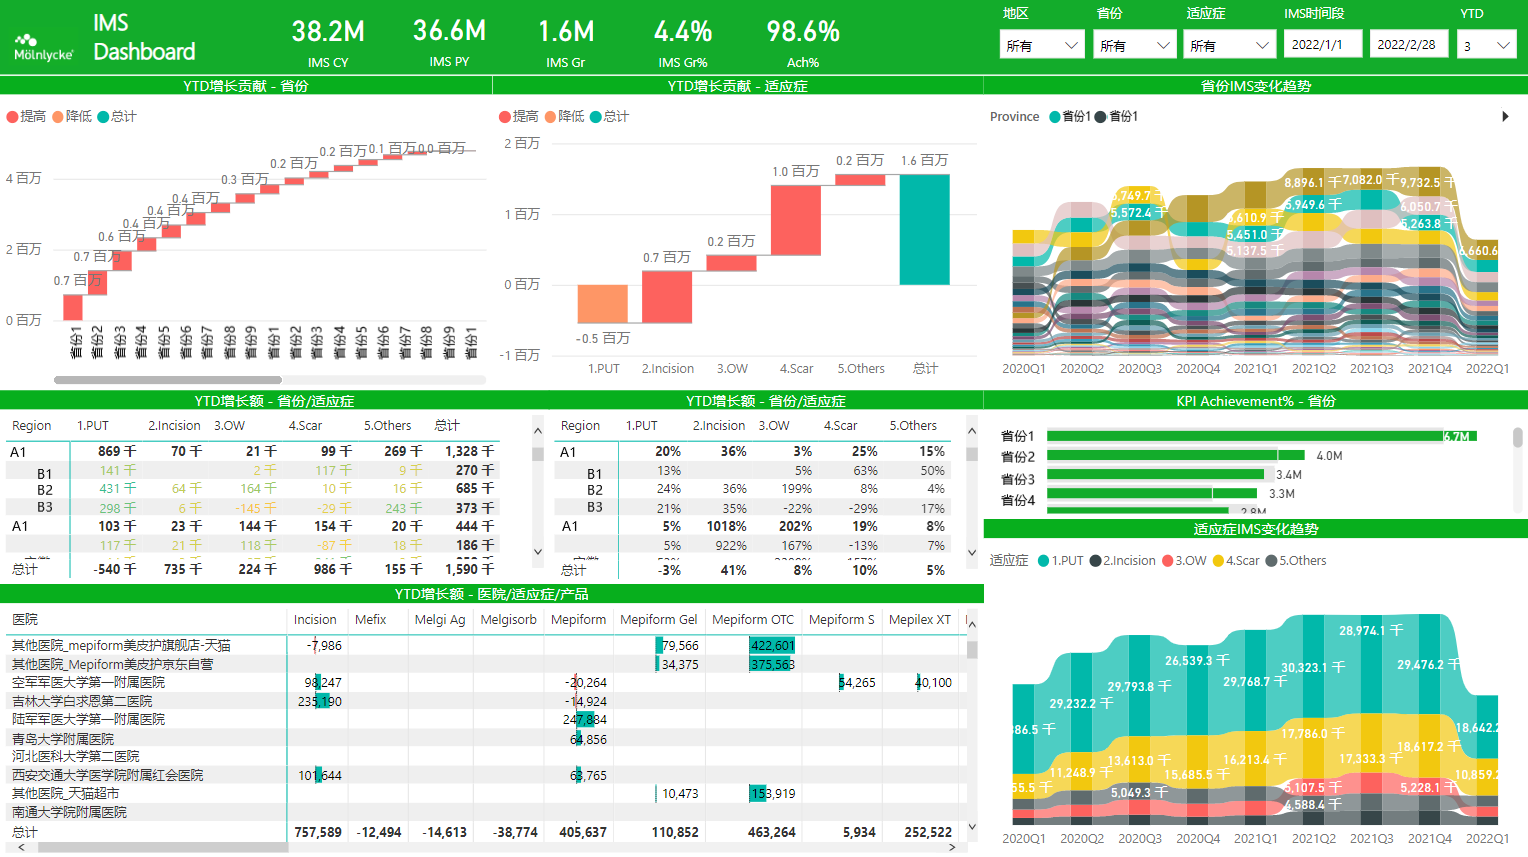 Mölnlycke®
IMS
Dashboard
38.2M
IMS CY
36.6M
IMS PY
1.6M
IMS Gr
4.4%
IMS Gr%
98.6%
Ach%
地区
所有
省份
所有
适应症
所有
IMS时间段
2022/1/1
2022/2/28
YTD
3
YTD增长贡献 - 省份
提高 降低 总计
4 百万
2 百万
0 百万
0.7 百万
0.7 百万
0.6 百万
0.4 百万
0.4 百万
0.4 百万
0.3 百万
0.2 百万
0.2 百万
0.1 百万
0.0 百万
省份1 省份2 省份3 省份4 省份5 省份6 省份7 省份8 省份9 省份1 省份2 省份3 省份4 省份5 省份6 省份7 省份8 省份9 省份1
YTD增长贡献 - 适应症
提高 降低 总计
2 百万
1 百万
0 百万
-1 百万
-0.5 百万
0.7 百万
0.2 百万
1.0 百万
0.2 百万
1.6 百万
1.PUT 2.Incision 3.OW 4.Scar 5.Others 总计
省份IMS变化趋势
Province 省份1 省份1
5,572.4 千
5,451.0 千
5,137.5
8,896.1 千
5,949.6 千
7,082.0 千
9,732.5 千
6,050.7 千
5,263.8 千
2020Q1 2020Q2 2020Q3 2020Q4 2021Q1 2021Q2 2021Q3 2021Q4 2022Q1
YTD增长额 - 省份/适应症
Region 1.PUT 2.Incision 3.OW 4.Scar 5.Others 总计
A1 869 千 70 千 21 千 99 千 269 千 1,328 千
B1 141 千 2 千 117 千 9 千 270 千
B2 431 千 64 千 164 千 10 千 16 千 685 千
B3 298 千 6 千 -145 千 -29 千 243 千 373 千
A1 103 千 23 千 144 千 154 千 20 千 444 千
117 千 21 千 118 千 -87 千 18 千 186 千
总计 -540 千 735 千 224 千 986 千 155 千 1,590 千
YTD增长额 - 省份/适应症
Region 1.PUT 2.Incision 3.OW 4.Scar 5.Others
A1 20% 36% 3% 25% 15%
B1 13% 5% 63% 50%
B2 24% 36% 199% 8% 4%
B3 21% 35% -22% -29% 17%
A1 5% 1018% 202% 19% 8%
5% 922% 167% -13% 7%
总计 -3% 41% 8% 10% 5%
KPI Achievement% - 省份
省份1 6.7M
省份2 4.0M
省份3 3.4M
省份4 3.3M
2.8M
适应症IMS变化趋势
适应症 1.PUT 2.Incision 3.OW 4.Scar 5.Others
29,232.2 千
11,248.9 千
29,793.8 千
13,613.0 千
5,049.3 千
26,539.3 千
15,685.5 千
29,768.7 千
16,213.4 千
30,323.1 千
17,786.0 千
5,107.5 千
4,588.4 千
28,974.1 千
17,333.3 千
29,476.2 千
18,617.2 千
5,228.1 千
18,642.2
10,859.2
2020Q1 2020Q2 2020Q3 2020Q4 2021Q1 2021Q2 2021Q3 2021Q4 2022Q1
YTD增长额 - 医院/适应症/产品
医院 Incision Mefix Melgi Ag Melgisorb Mepiform Mepiform Gel Mepiform OTC Mepiform S Mepilex XT
其他医院_mepiform美皮护旗舰店-天猫 -7,986 79,566 422,601
其他医院_Mepiform美皮护京东自营 34,375 375,563
空军军医大学第一附属医院 98,247 -20,264 54,265 40,100
吉林大学白求恩第二医院 235,190 -14,924
陆军军医大学第一附属医院 247,884
青岛大学附属医院 64,856
河北医科大学第二医院
西安交通大学医学院附属红会医院 101,644 63,765
其他医院_天猫超市 10,473 153,919
南通大学附属医院
总计 757,589 -12,494 -14,613 -38,774 405,637 110,852 463,264 5,934 252,522